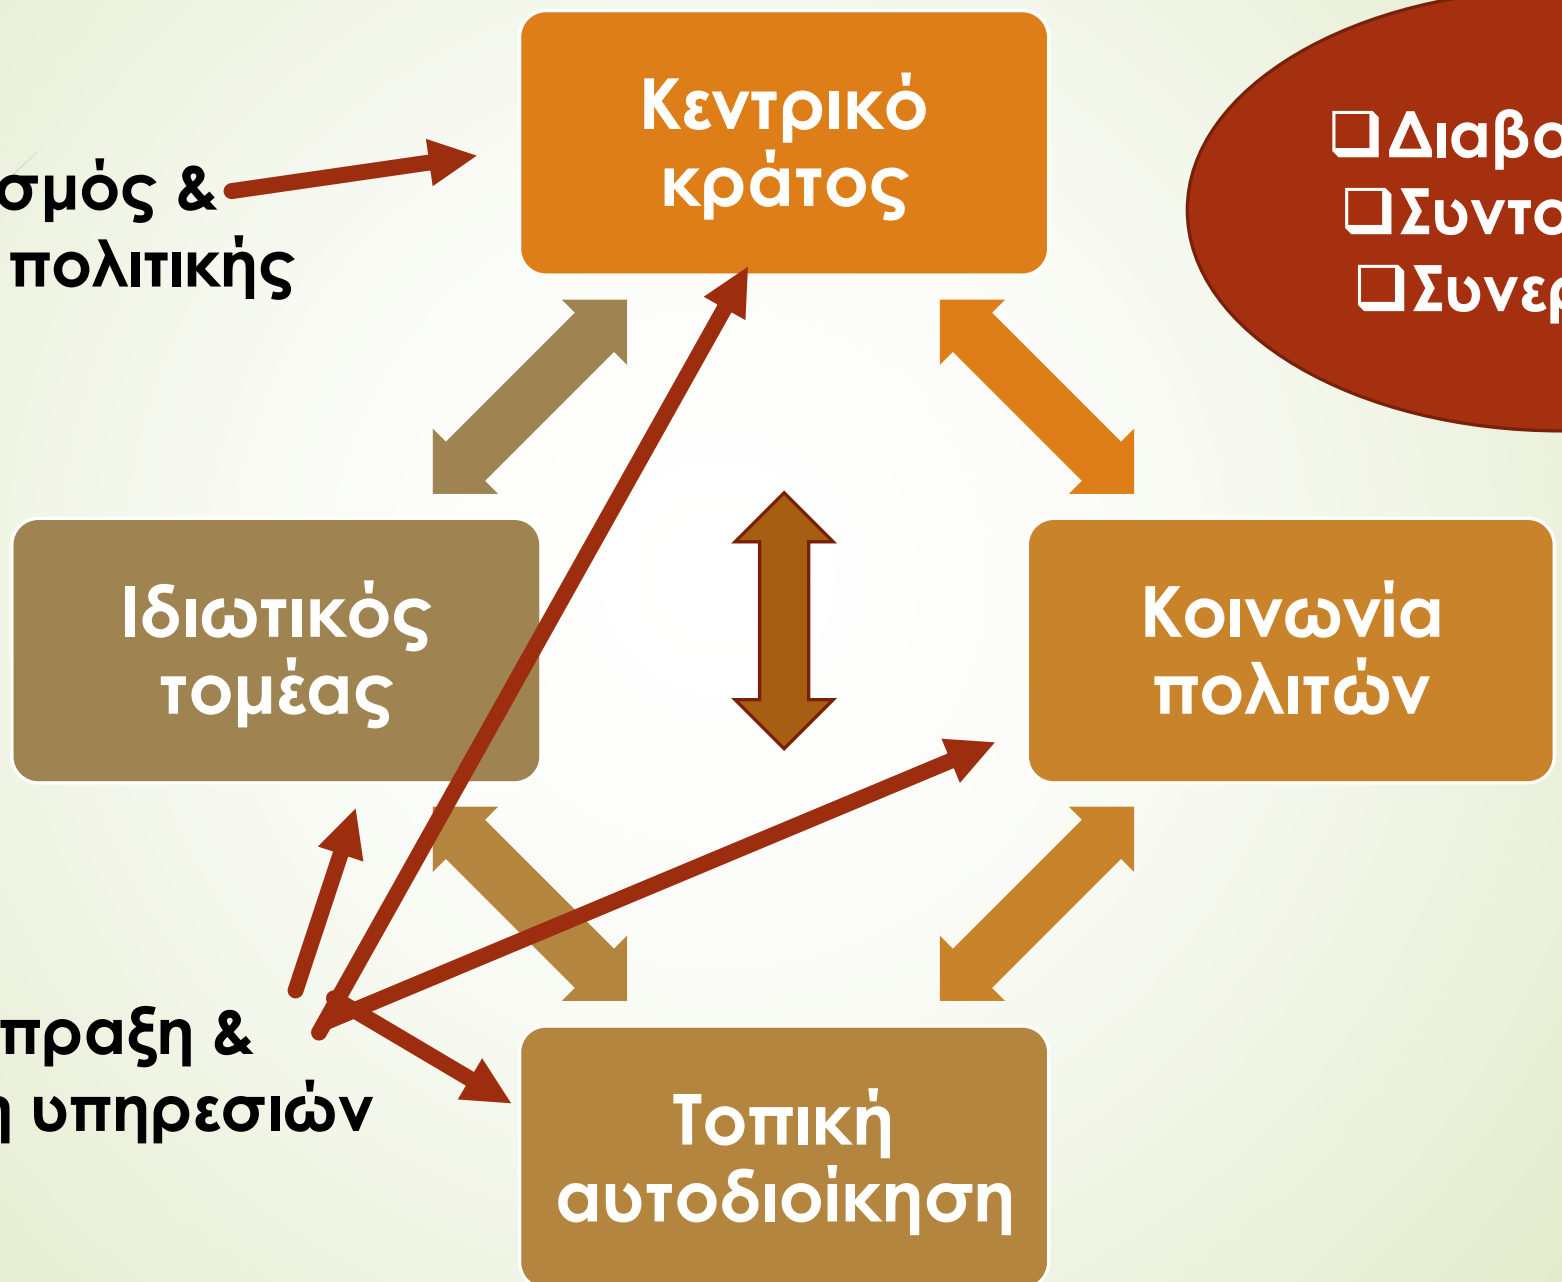 Κεντρικό
κράτος
σμός &
πολιτικής
❑Διαβο
❑Συντο
❑Συνερ
Ιδιωτικός
τομέας
Κοινωνία
πολιτών
πραξη &
η υπηρεσιών
Τοπική
αυτοδιοίκηση